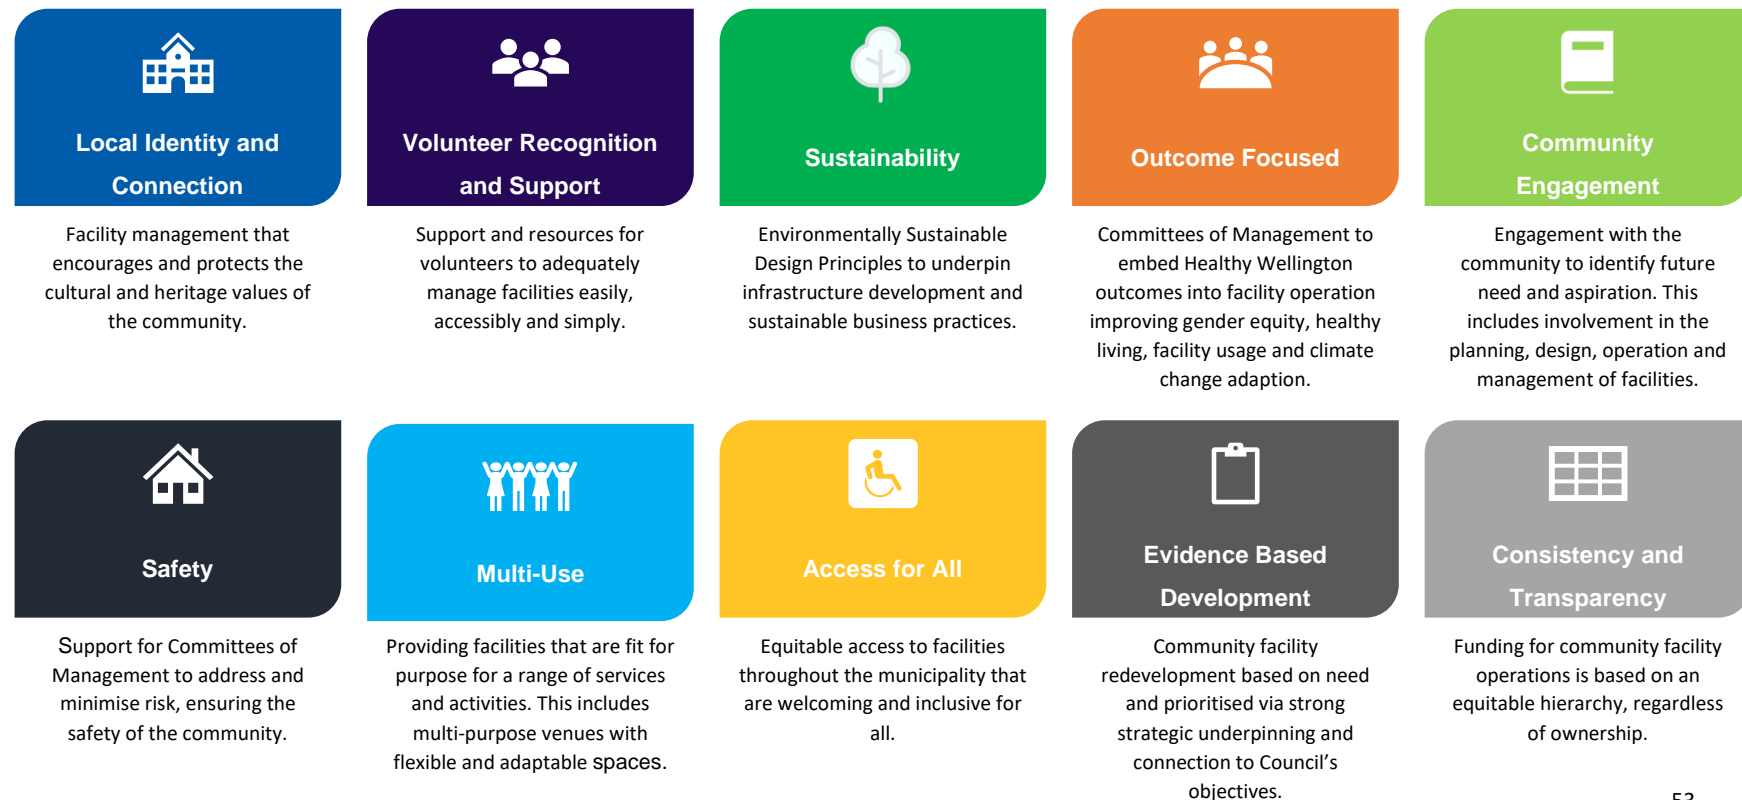 Local Identity and
Connection
Facility management that
encourages and protects the
cultural and heritage values of
the community.
Volunteer Recognition
and Support
Support and resources for
volunteers to adequately
manage facilities easily,
accessibly and simply.
Sustainability
Environmentally Sustainable
Design Principles to underpin
infrastructure development and
sustainable business practices.
Outcome Focused
Committees of Management to
embed Healthy Wellington
outcomes into facility operation
improving gender equity, healthy
living, facility usage and climate
change adaption.
Community
Engagement
Engagement with the
community to identify future
need and aspiration. This
includes involvement in the
planning, design, operation and
management of facilities.
Safety
Support for Committees of
Management to address and
minimise risk, ensuring the
safety of the community.
Multi-Use
Providing facilities that are fit for
purpose for a range of services
and activities. This includes
multi-purpose venues with
flexible and adaptable spaces.
Access for All
Equitable access to facilities
throughout the municipality that
are welcoming and inclusive for
all.
Evidence Based
Development
Community facility
redevelopment based on need
and prioritised via strong
strategic underpinning and
connection to Council's
objectives.
Consistency and
Transparency
Funding for community facility
operations is based on an
equitable hierarchy, regardless
of ownership.
53